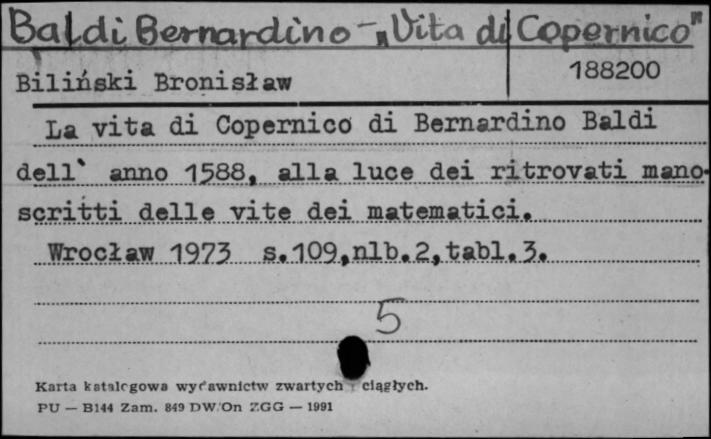 Baldi Bernardino - „Vita di Copernico"
Biliński Bronisław
188200
La vita di Copernico di Bernardino Baldi
dell` anno 1588, alla luce dei ritrovati mano-
scritti delle vite dei matematici.
Wrocław 1973 s.109,nlb.2,tabl.3.
5
Karta katalogowa wydawnictw zwartych i ciągłych.
PU — B144 Zam. 849 DW/On ZGG — 1991